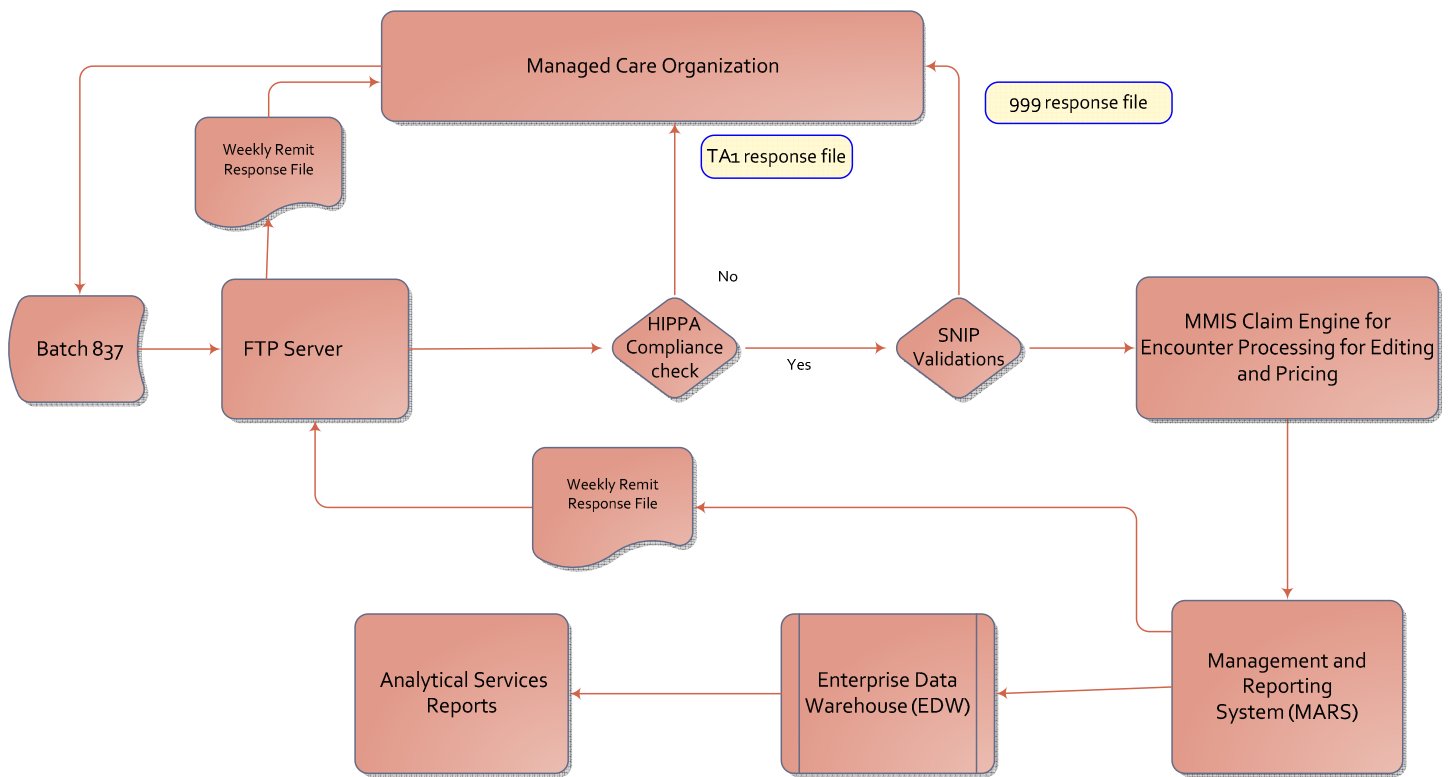 Managed Care Organization
999 response file
TA1 response file
Weekly Remit
Response File
No
Batch 837
FTP Server
HIPPA
Compliance
check
Yes
SNIP
Validations
MMIS Claim Engine for
Encounter Processing for Editing
and Pricing
Weekly Remit
Response File
Analytical Services
Reports
Enterprise Data
Warehouse (EDW)
Management and
Reporting
System (MARS)